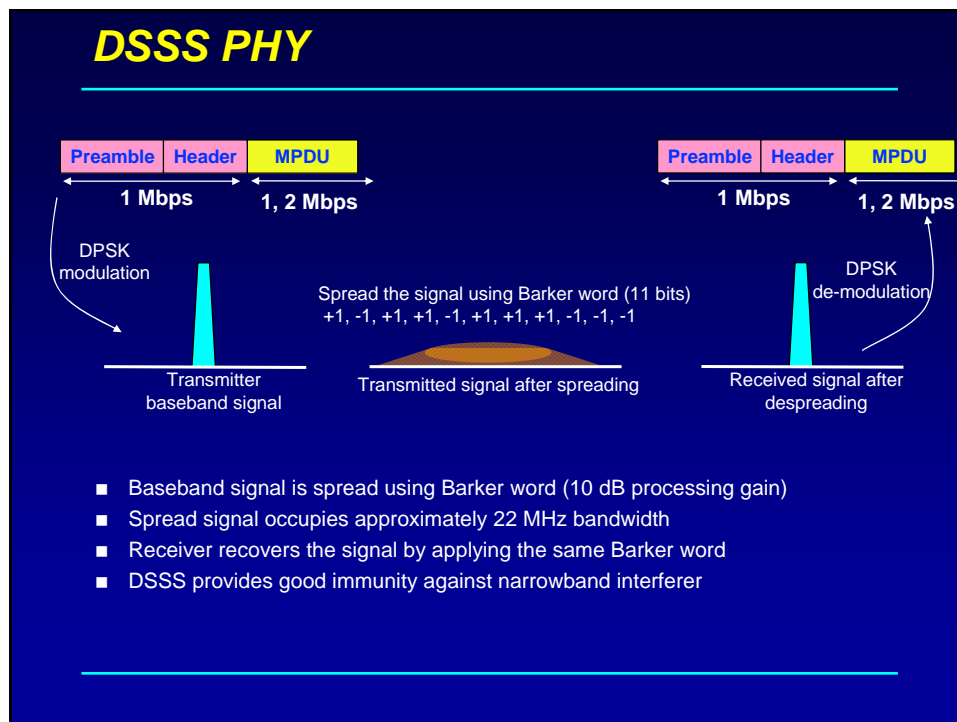 DSSS PHY
Preamble Header MPDU
1 Mbps
1, 2 Mbps
Preamble Header MPDU
1 Mbps
1, 2 Mbps
DPSK
modulation
Spread the signal using Barker word (11 bits)
+1, -1, +1, +1, -1, +1, +1, +1, -1, -1, -1
DPSK
de-modulation
Transmitter
baseband signal
Transmitted signal after spreading
Received signal after
despreading
■ Baseband signal is spread using Barker word (10 dB processing gain)
■ Spread signal occupies approximately 22 MHz bandwidth
■ Receiver recovers the signal by applying the same Barker word
■ DSSS provides good immunity against narrowband interferer